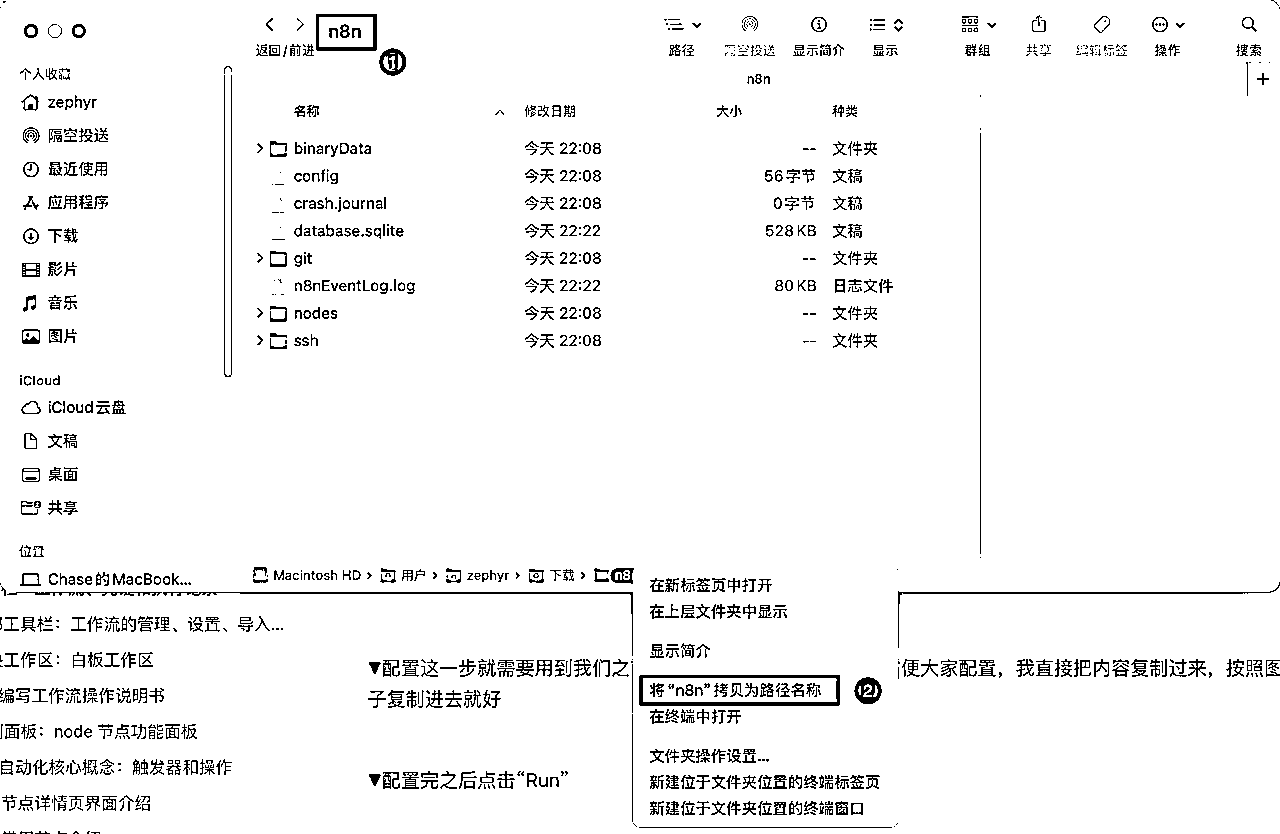 n8n
①
返回/前进
路径
隔空投送
显示简介
显示
群组
共享
编辑标签
操作
搜索
n8n
+
个人收藏
zephyr
隔空投送
最近使用
应用程序
下载
影片
音乐
图片
iCloud
iCloud云盘
文稿
桌面
共享
位置
Chase的MacBook...
名称 修改日期 大小 种类
binaryData 今天 22:08 -- 文件夹
config 今天 22:08 56字节 文稿
crash.journal 今天 22:08 0字节 文稿
database.sqlite 今天 22:22 528 KB 文稿
git 今天 22:08 -- 文件夹
n8nEventLog.log 今天 22:22 80 KB 日志文件
nodes 今天 22:08 -- 文件夹
ssh 今天 22:08 -- 文件夹
Macintosh HD › 用户 › zephyr › 下载 › n8
在新标签页中打开
在上层文件夹中显示
显示简介
将“n8n”拷贝为路径名称
②
在终端中打开
文件夹操作设置...
新建位于文件夹位置的终端标签页
新建位于文件夹位置的终端窗口
工具栏：工作流的管理、设置、导入...
工作区：白板工作区
编写工作流操作说明书
面板：node 节点功能面板
自动化核心概念：触发器和操作
节点详情页界面介绍
▼配置这一步就需要用到我们之
便大家配置，我直接把内容复制过来，按照图
子复制进去就好
▼配置完之后点击“Run”